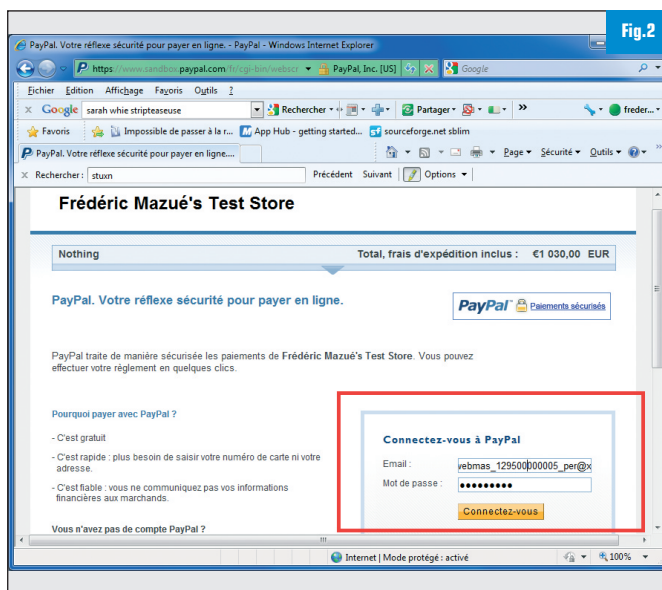 Fig.2
PayPal. Votre réflexe sécurité pour payer en ligne. - PayPal - Windows Internet Explorer
https://www.sandbox.paypal.com/fr/cgi-bin/webscr PayPal, Inc. [US] Google
Fichier Edition Affichage Favoris Outils ?
Google sarah whie stripteaseuse Rechercher Partager freder...
Favoris Impossible de passer à la r... App Hub - getting started... sourceforge.net sblim
PayPal. Votre réflexe sécurité pour payer en ligne.... Page Sécurité Outils
Rechercher : stuxn Précédent Suivant Options
Frédéric Mazué's Test Store
Nothing Total, frais d'expédition inclus : €1 030,00 EUR
PayPal. Votre réflexe sécurité pour payer en ligne.
PayPal Paiements sécurisés
PayPal traite de manière sécurisée les paiements de Frédéric Mazué's Test Store. Vous pouvez
effectuer votre règlement en quelques clics.
Pourquoi payer avec PayPal ?
- C'est gratuit
- C'est rapide : plus besoin de saisir votre numéro de carte ni votre
adresse.
- C'est fiable : vous ne communiquez pas vos informations
financières aux marchands.
Vous n'avez pas de compte PayPal ?
Connectez-vous à PayPal
Email :
Mot de passe : •••••••••
Connectez-vous
Internet | Mode protégé : activé 100%